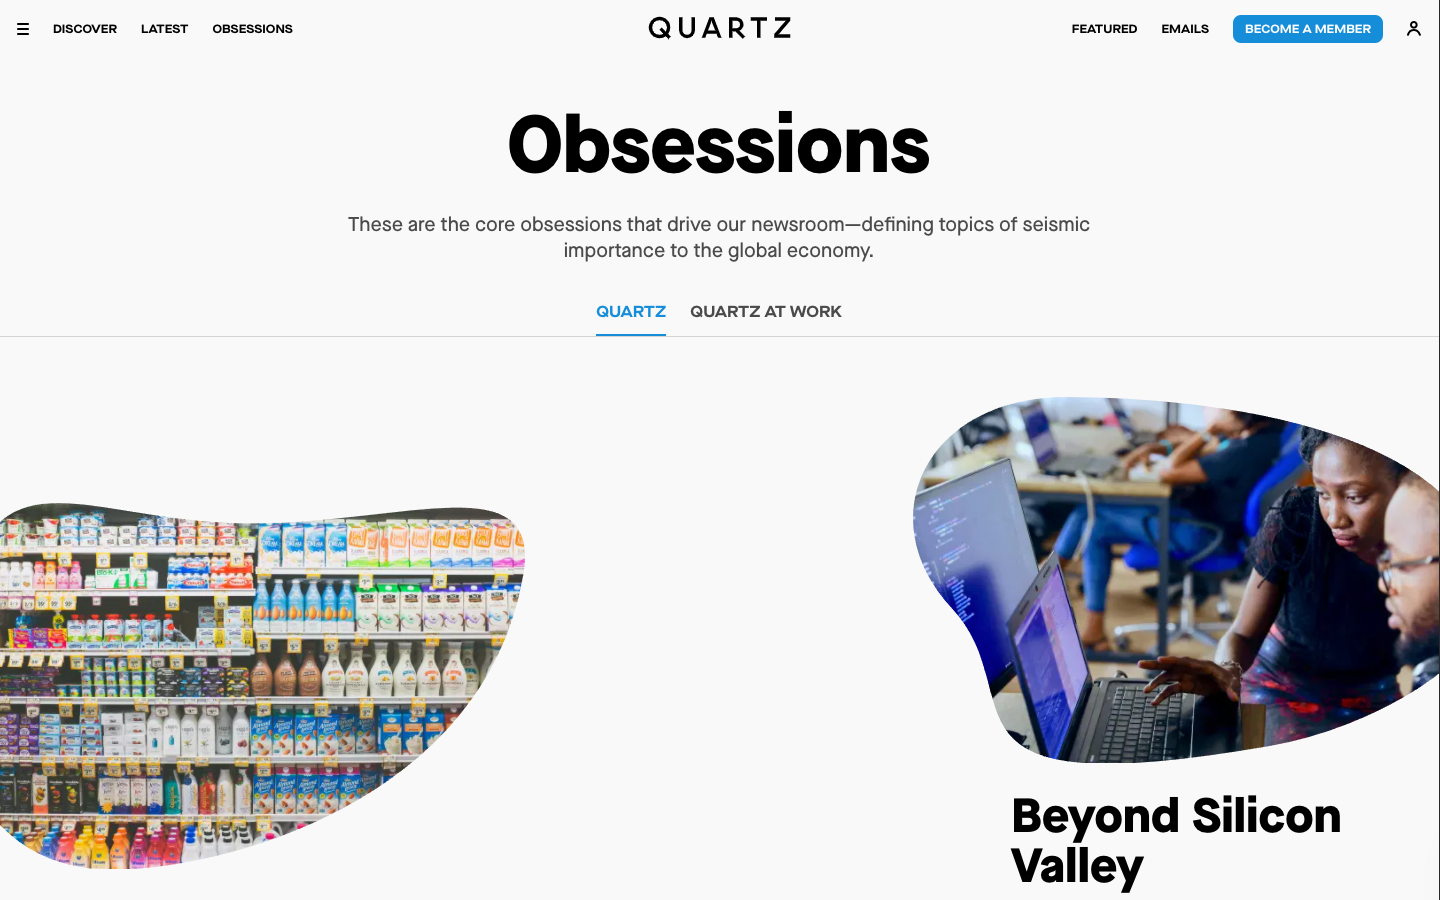 DISCOVER
LATEST
OBSESSIONS
QUARTZ
FEATURED
EMAILS
BECOME A MEMBER
Obsessions
These are the core obsessions that drive our newsroom—defining topics of seismic
importance to the global economy.
QUARTZ
QUARTZ AT WORK
Beyond Silicon
Valley